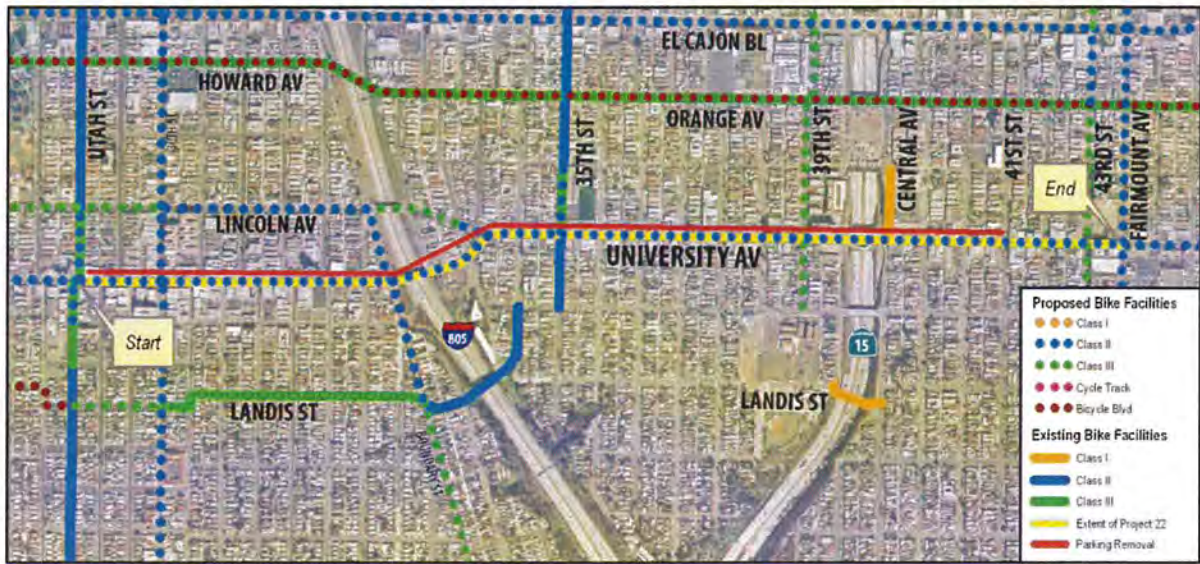 EL CAJON BL
HOWARD AV
UTAH ST
30TH ST
35TH ST
ORANGE AV
39TH ST
CENTRAL AV
41ST ST
43RD ST
FAIRMOUNT AV
End
LINCOLN AV
UNIVERSITY AV
Start
805
15
LANDIS ST
LANDIS ST
Proposed Bike Facilities
Class I
Class II
Class III
Cycle Track
Bicycle Blvd
Existing Bike Facilities
Class I
Class II
Class III
Extent of Project 22
Parking Removal